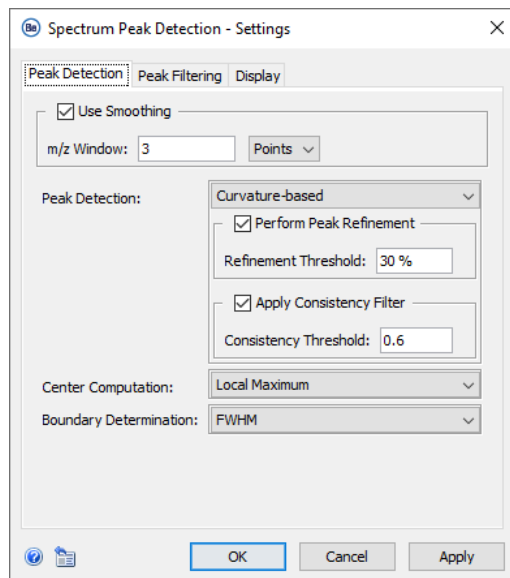 Be Spectrum Peak Detection - Settings
Peak Detection Peak Filtering Display
Use Smoothing
m/z Window: 3 Points
Peak Detection: Curvature-based
Perform Peak Refinement
Refinement Threshold: 30 %
Apply Consistency Filter
Consistency Threshold: 0.6
Center Computation: Local Maximum
Boundary Determination: FWHM
? OK Cancel Apply